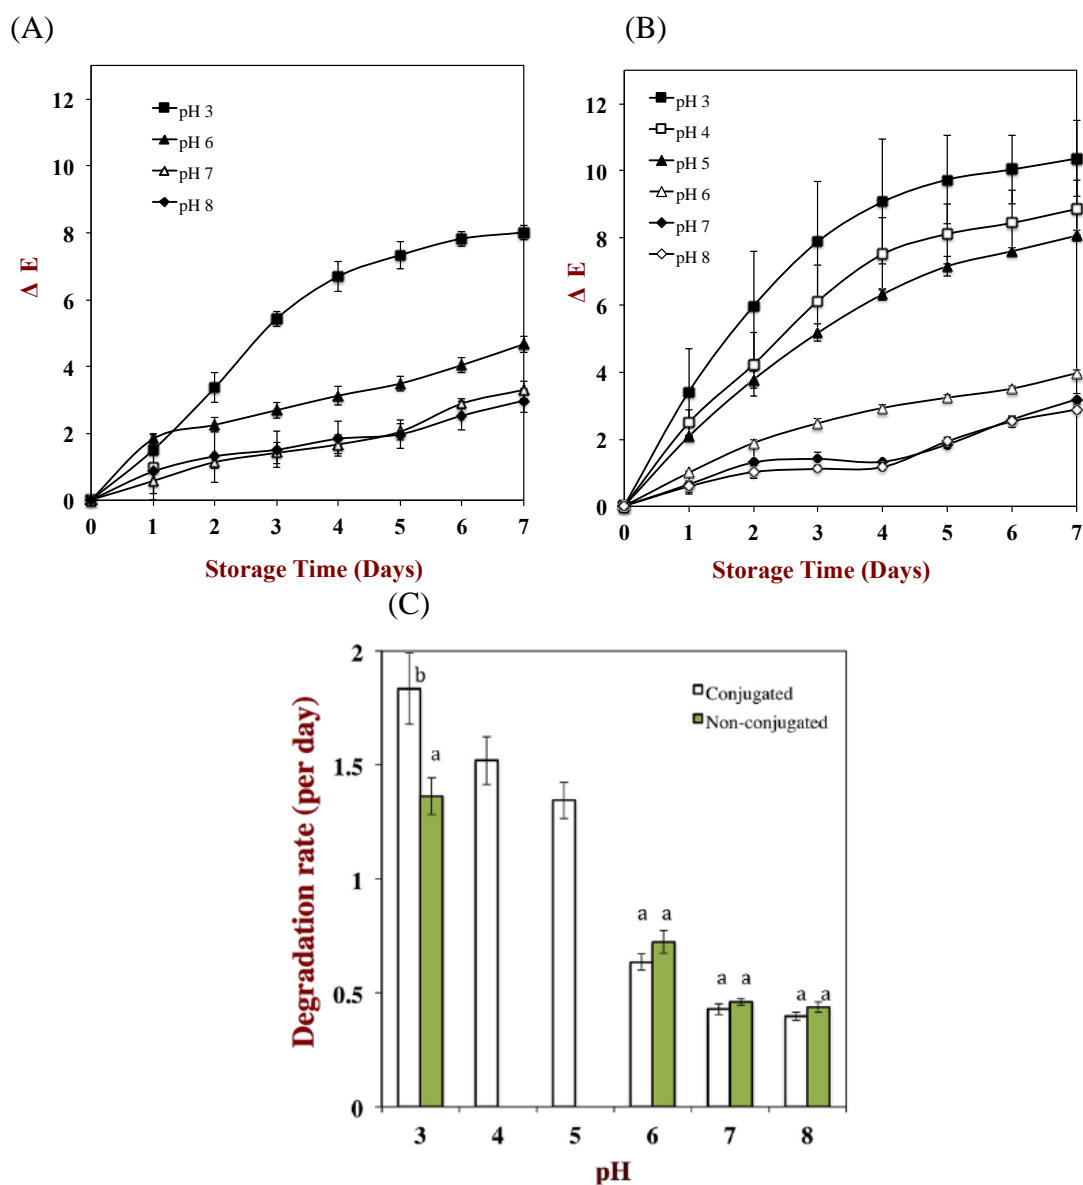 (A)
12
10
8
6
4
2
0
Δ E
pH 3
pH 6
pH 7
pH 8
0 1 2 3 4 5 6 7
Storage Time (Days)
(B)
12
10
8
6
4
2
0
Δ E
pH 3
pH 4
pH 5
pH 6
pH 7
pH 8
0 1 2 3 4 5 6 7
Storage Time (Days)
(C)
2
1.5
1
0.5
0
Degradation rate (per day)
Conjugated
Non-conjugated
b
a
a a
a a
a a
3 4 5 6 7 8
pH